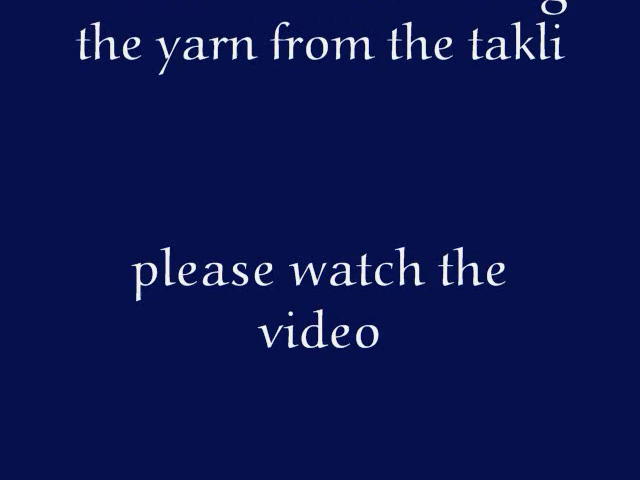 the yarn from the takli
please watch the
video